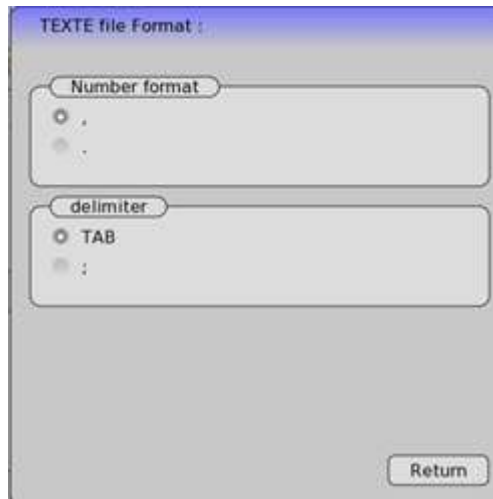 TEXTE file Format :
Number format
,
.
delimiter
TAB
;
Return